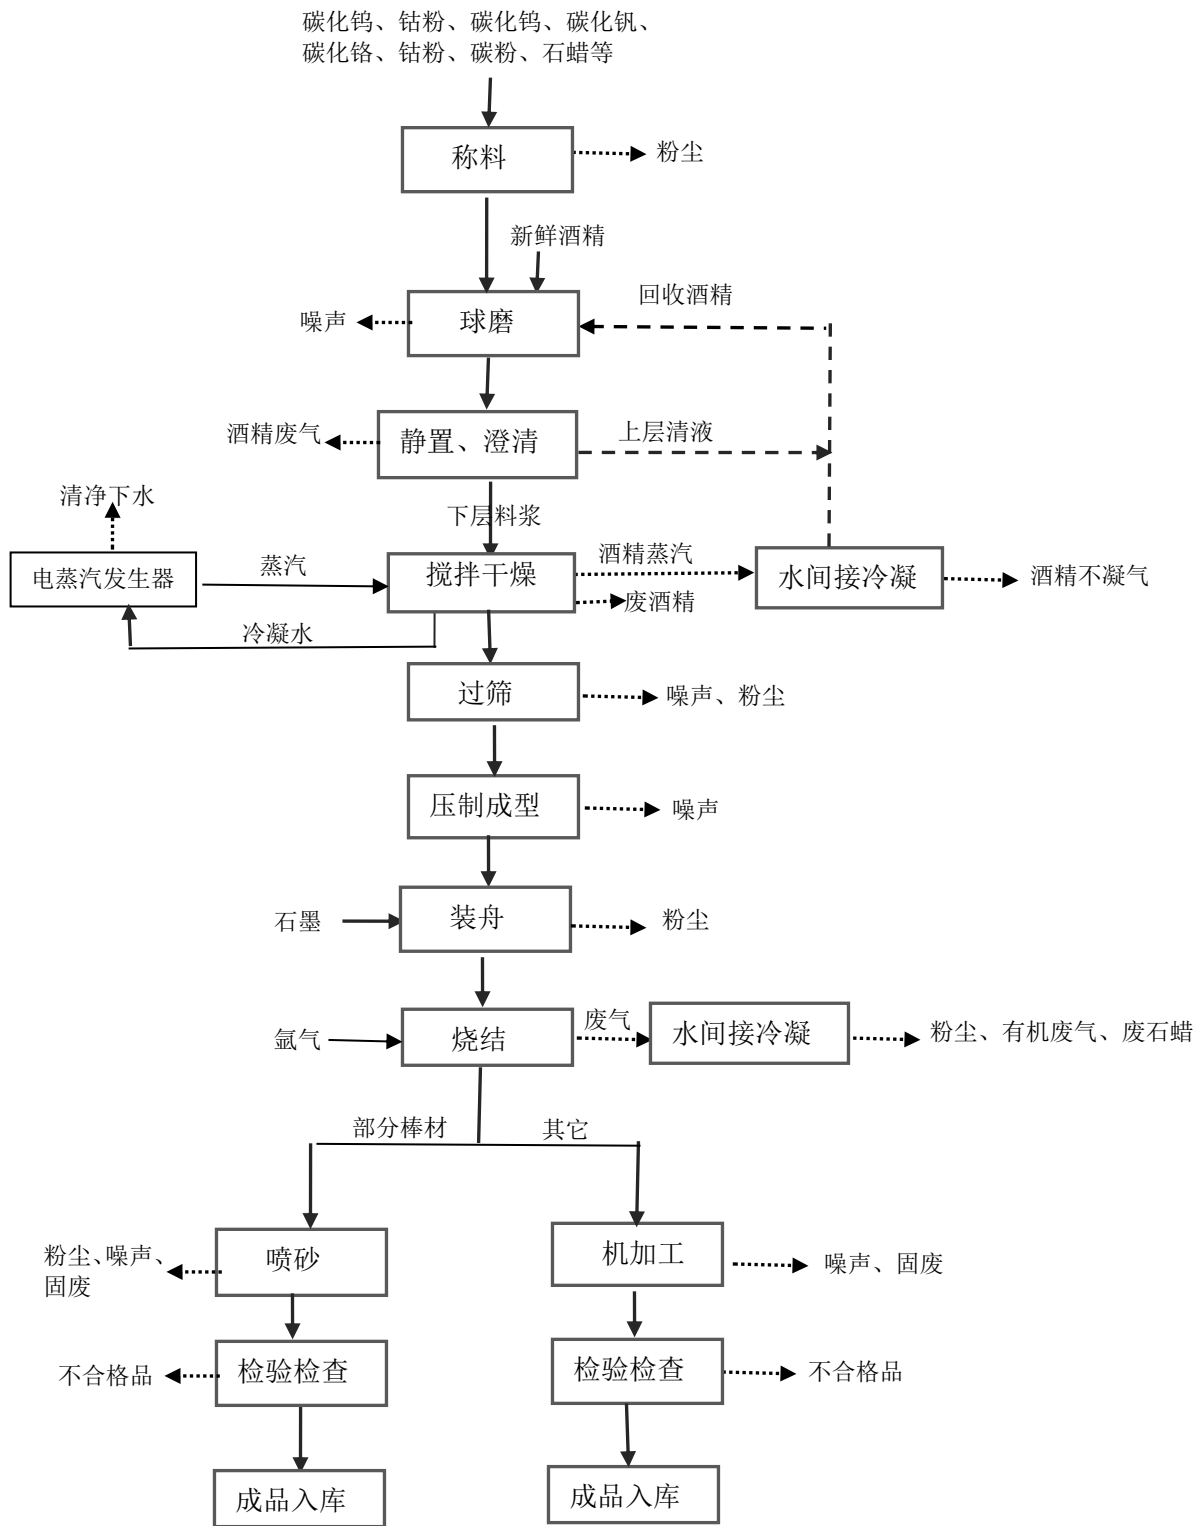 碳化钨、钴粉、碳化钨、碳化钒、
碳化铬、钴粉、碳粉、石蜡等
称料
粉尘
新鲜酒精
回收酒精
噪声
球磨
酒精废气
静置、澄清
上层清液
清净下水
下层料浆
电蒸汽发生器
蒸汽
搅拌干燥
酒精蒸汽
废酒精
水间接冷凝
酒精不凝气
冷凝水
过筛
噪声、粉尘
压制成型
噪声
石墨
装舟
粉尘
氩气
烧结
废气
水间接冷凝
粉尘、有机废气、废石蜡
部分棒材
其它
粉尘、噪声、
固废
喷砂
机加工
噪声、固废
不合格品
检验检查
检验检查
不合格品
成品入库
成品入库